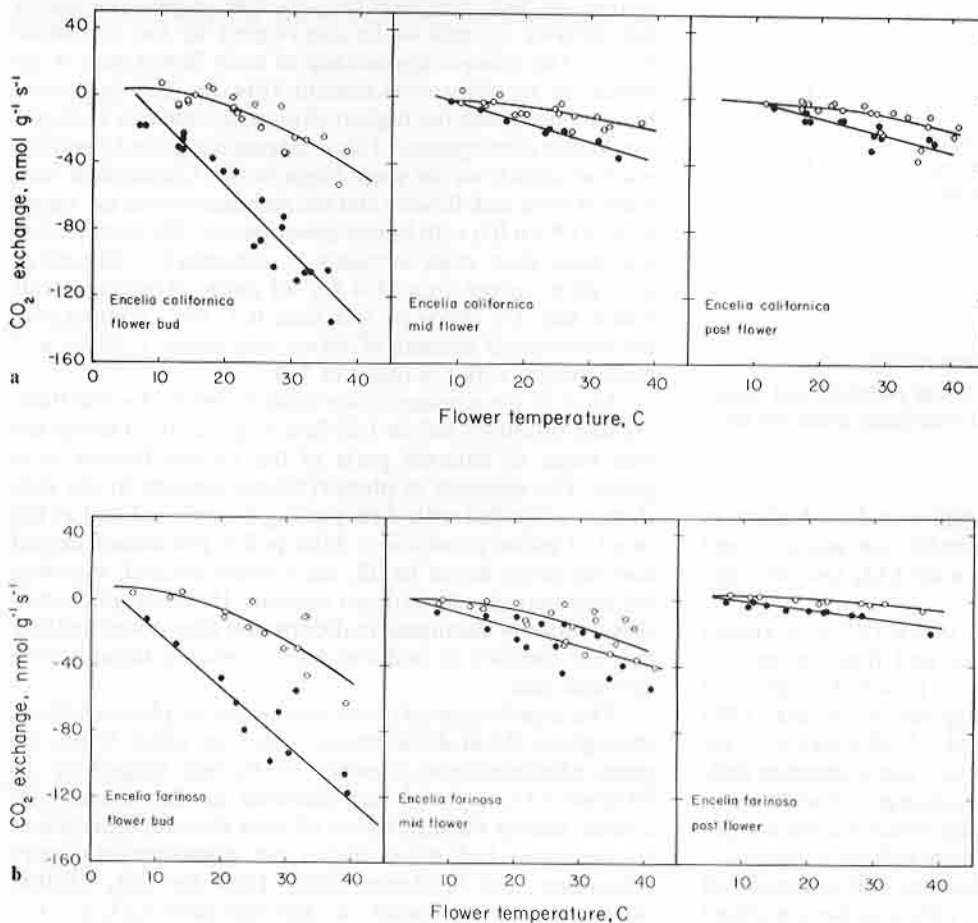 40
0
-40
-80
-120
-160
CO2 exchange, nmol g-1 s-1
Encelia californica
flower bud
Encelia californica
mid flower
Encelia californica
post flower
0 10 20 30 40 10 20 30 40 10 20 30 40
a
Flower temperature, C
40
0
-40
-80
-120
-160
CO2 exchange, nmol g-1 s-1
Encelia farinosa
flower bud
Encelia farinosa
mid flower
Encelia farinosa
post flower
0 10 20 30 40 10 20 30 40 10 20 30 40
b
Flower temperature, C